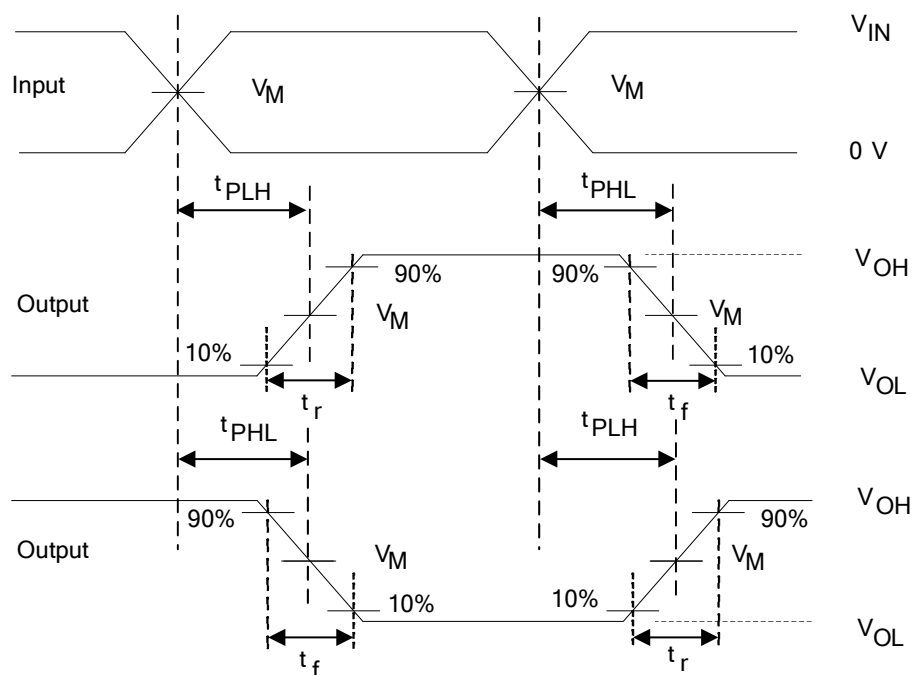 V_IN
Input V_M V_M
0 V
t_PLH t_PHL
V_OH
90% 90%
Output V_M V_M
10% 10%
V_OL
t_r t_f
t_PHL t_PLH
V_OH
90% 90%
Output V_M V_M
10% 10%
V_OL
t_f t_r